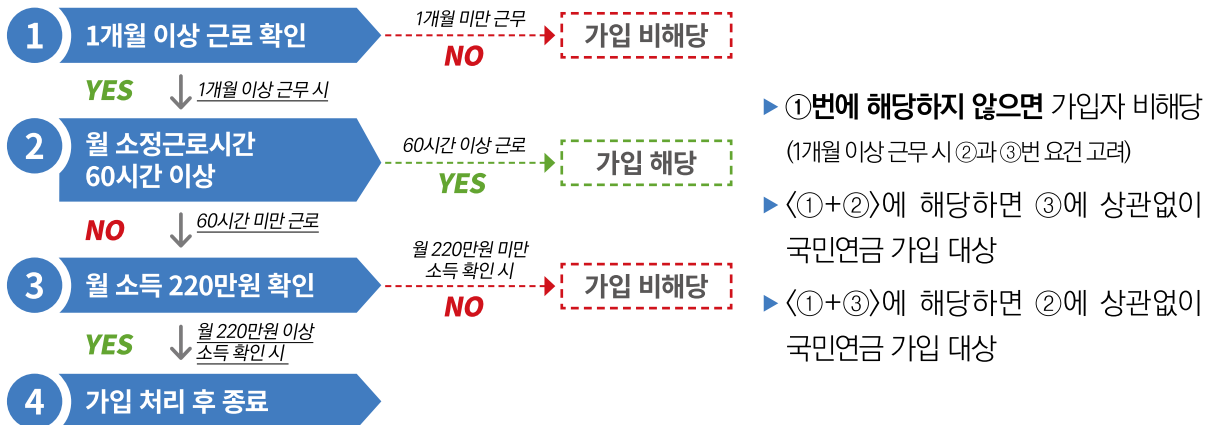 1 1개월 이상 근로 확인
1개월 미만 근무
NO
가입 비해당
YES
1개월 이상 근무 시
2 월 소정근로시간
60시간 이상
60시간 이상 근로
YES
가입 해당
NO
60시간 미만 근로
3 월 소득 220만원 확인
월 220만원 미만
소득 확인 시
NO
가입 비해당
YES
월 220만원 이상
소득 확인 시
4 가입 처리 후 종료
▶ ①번에 해당하지 않으면 가입자 비해당
(1개월 이상 근무 시 ②과 ③번 요건 고려)
▶ 〈①+②〉에 해당하면 ③에 상관없이
국민연금 가입 대상
▶ 〈①+③〉에 해당하면 ②에 상관없이
국민연금 가입 대상